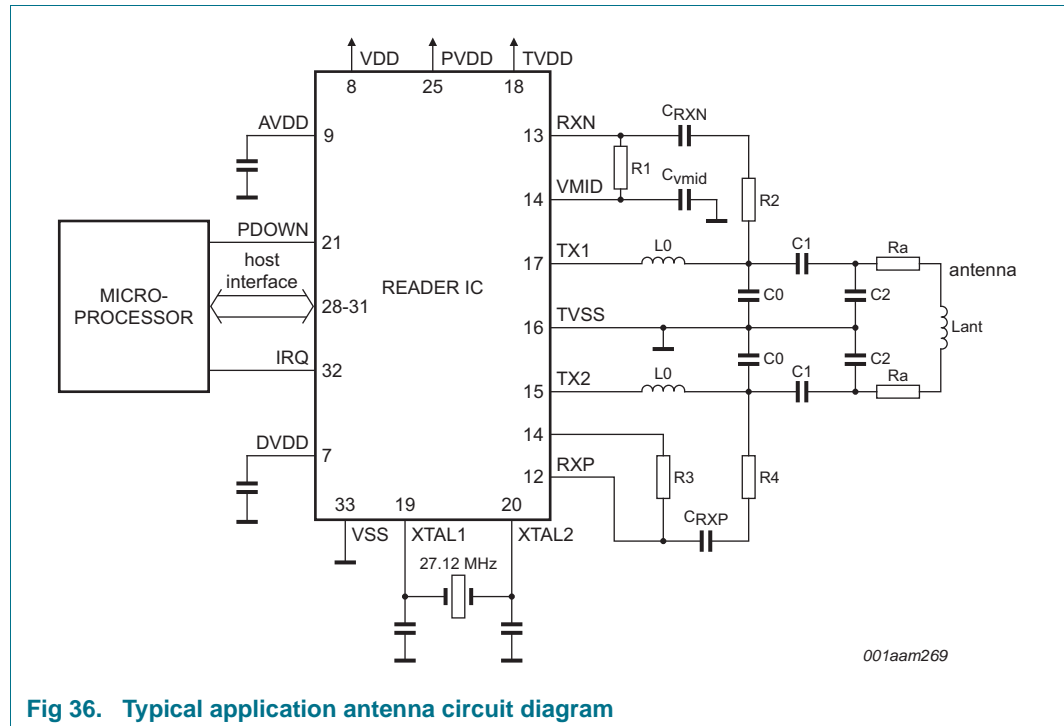 VDD PVDD TVDD
8 25 18
AVDD 9
13 RXN CRXN
R1
14 VMID Cvmid
R2
PDOWN 21
host
interface
28-31
MICRO-
PROCESSOR
READER IC
17 TX1 L0 C1 Ra
antenna
C0 C2
16 TVSS
Lant
IRQ 32
C0 C2
15 TX2 L0 C1 Ra
14
DVDD 7
12 RXP R3 R4
CRXP
33 19 20
VSS XTAL1 XTAL2
27.12 MHz
001aam269
Fig 36. Typical application antenna circuit diagram